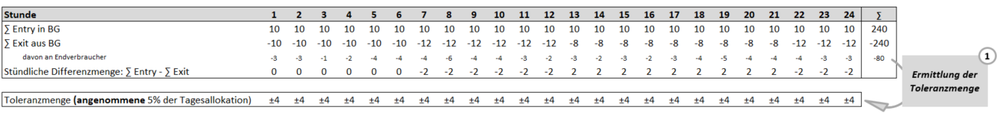 Stunde 1 2 3 4 5 6 7 8 9 10 11 12 13 14 15 16 17 18 19 20 21 22 23 24 ∑
∑ Entry in BG 10 10 10 10 10 10 10 10 10 10 10 10 10 10 10 10 10 10 10 10 10 10 10 10 240
∑ Exit aus BG -10 -10 -10 -10 -10 -10 -12 -12 -12 -12 -12 -12 -8 -8 -8 -8 -8 -8 -8 -8 -8 -12 -12 -12 -240
davon an Endverbraucher -3 -3 -1 -2 -4 -4 -4 -6 -4 -4 -3 -2 -3 -2 -3 -2 -3 -4 -5 -4 -4 -4 -3 -3 -80
Stündliche Differenzmenge: ∑ Entry - ∑ Exit 0 0 0 0 0 0 -2 -2 -2 -2 -2 -2 2 2 2 2 2 2 2 2 2 -2 -2 -2
Toleranzmenge (angenommene 5% der Tagesallokation) ±4 ±4 ±4 ±4 ±4 ±4 ±4 ±4 ±4 ±4 ±4 ±4 ±4 ±4 ±4 ±4 ±4 ±4 ±4 ±4 ±4 ±4 ±4 ±4
1
Ermittlung der
Toleranzmenge